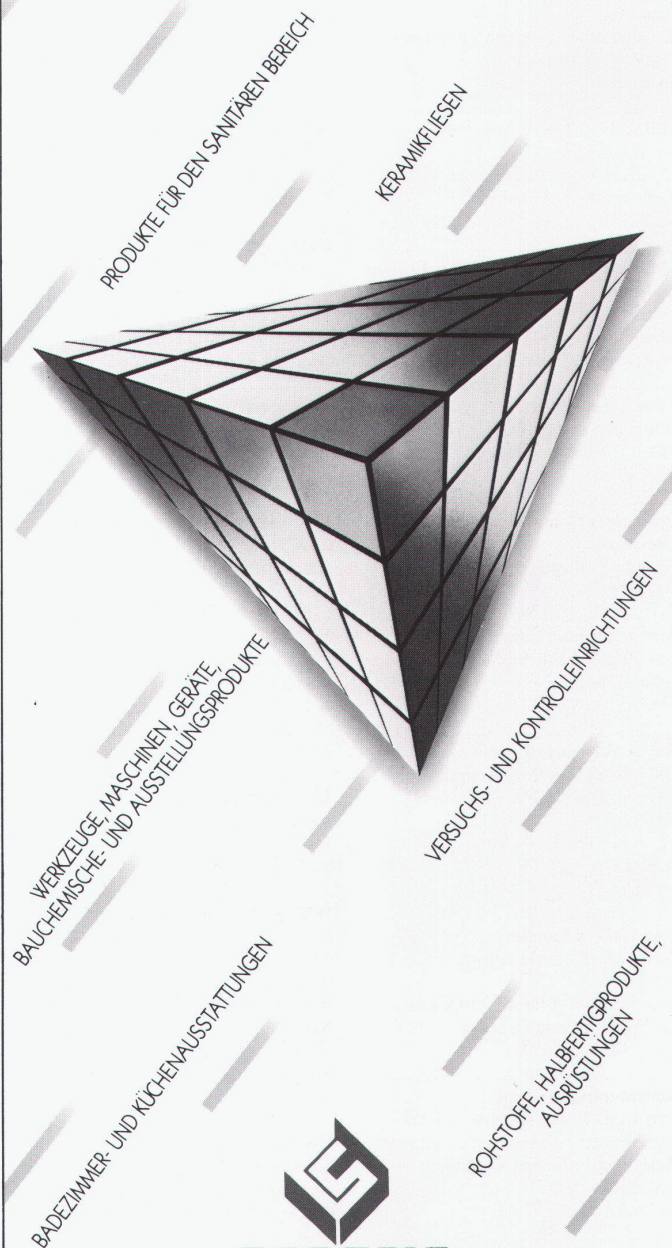 PRODUKTE FÜR DEN SANITÄREN BEREICH
KERAMIKFLIESEN
WERKZEUGE, MASCHINEN, GERÄTE,
BAUCHEMISCHE- UND AUSSTELLUNGSPRODUKTE
VERSUCHS- UND KONTROLLEINRICHTUNGEN
BADEZIMMER- UND KÜCHENAUSSTATTUNGEN
ROHSTOFFE, HALBFERTIGPRODUKTE,
AUSRÜSTUNGEN